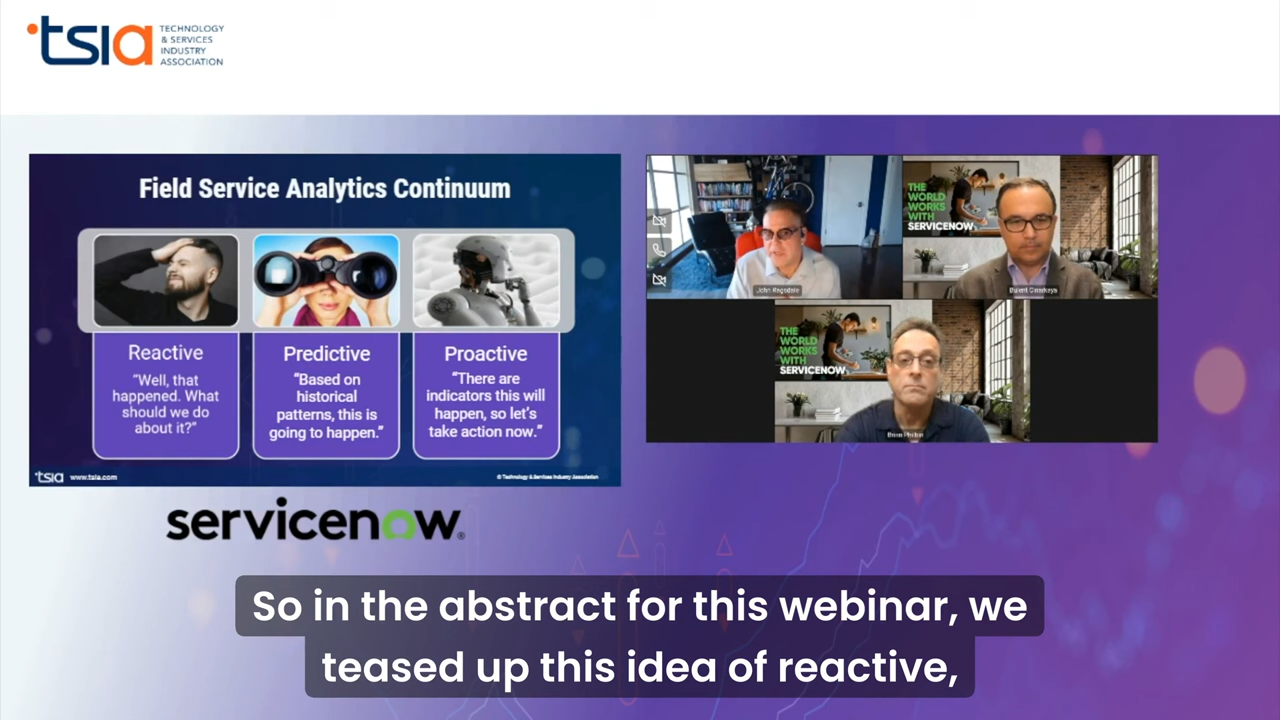 tsia
TECHNOLOGY
& SERVICES
INDUSTRY
ASSOCIATION
Field Service Analytics Continuum
Reactive
“Well, that
happened. What
should we do
about it?”
Predictive
“Based on
historical
patterns, this is
going to happen.”
Proactive
“There are
indicators this will
happen, so let’s
take action now.”
tsia www.tsia.com
© Technology & Services Industry Association
THE
WORLD
WORKS
WITH
SERVICENOW
John Ragsdale
THE
WORLD
WORKS
WITH
SERVICENOW
servicenow®
So in the abstract for this webinar, we
teased up this idea of reactive,